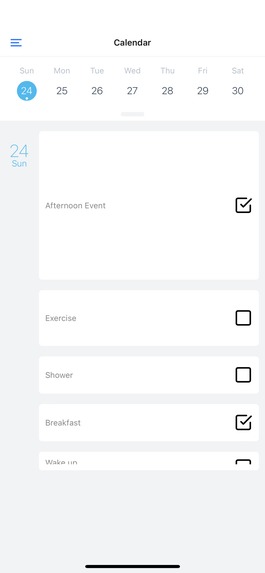 Calendar
Sun Mon Tue Wed Thu Fri Sat
24 25 26 27 28 29 30
24
Sun
Afternoon Event
Exercise
Shower
Breakfast
Wake up